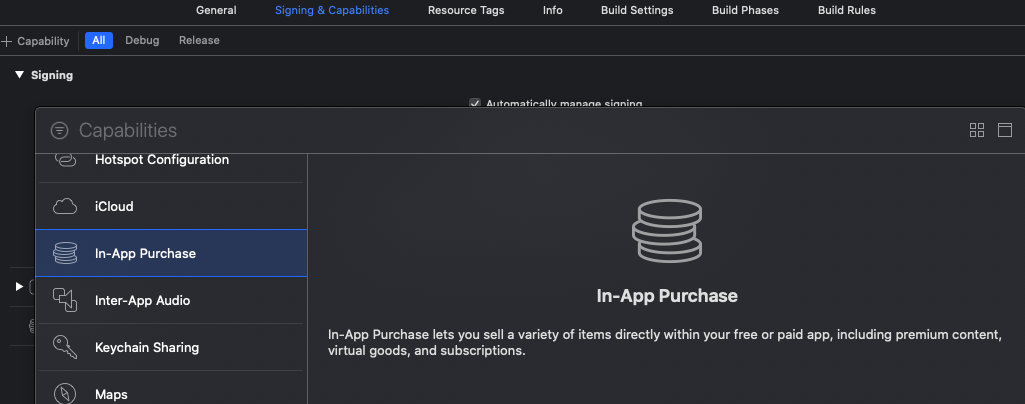 General Signing & Capabilities Resource Tags Info Build Settings Build Phases Build Rules
+ Capability All Debug Release
Signing
Automatically manage signing
Capabilities
Hotspot Configuration
iCloud
In-App Purchase
Inter-App Audio
Keychain Sharing
Maps
In-App Purchase
In-App Purchase lets you sell a variety of items directly within your free or paid app, including premium content,
virtual goods, and subscriptions.